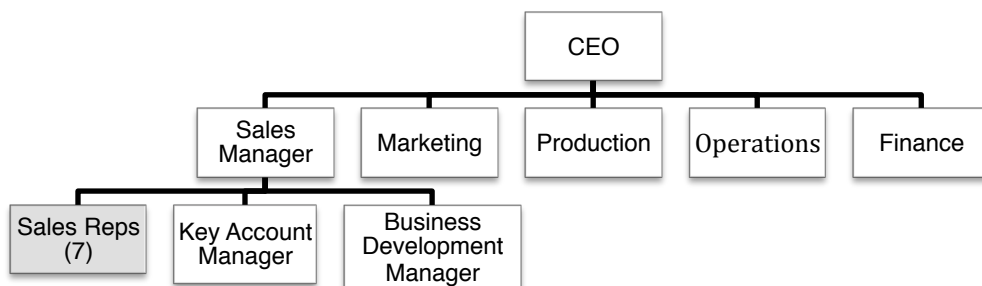 CEO
Sales
Manager
Marketing
Production
Operations
Finance
Sales Reps
(7)
Key Account
Manager
Business
Development
Manager